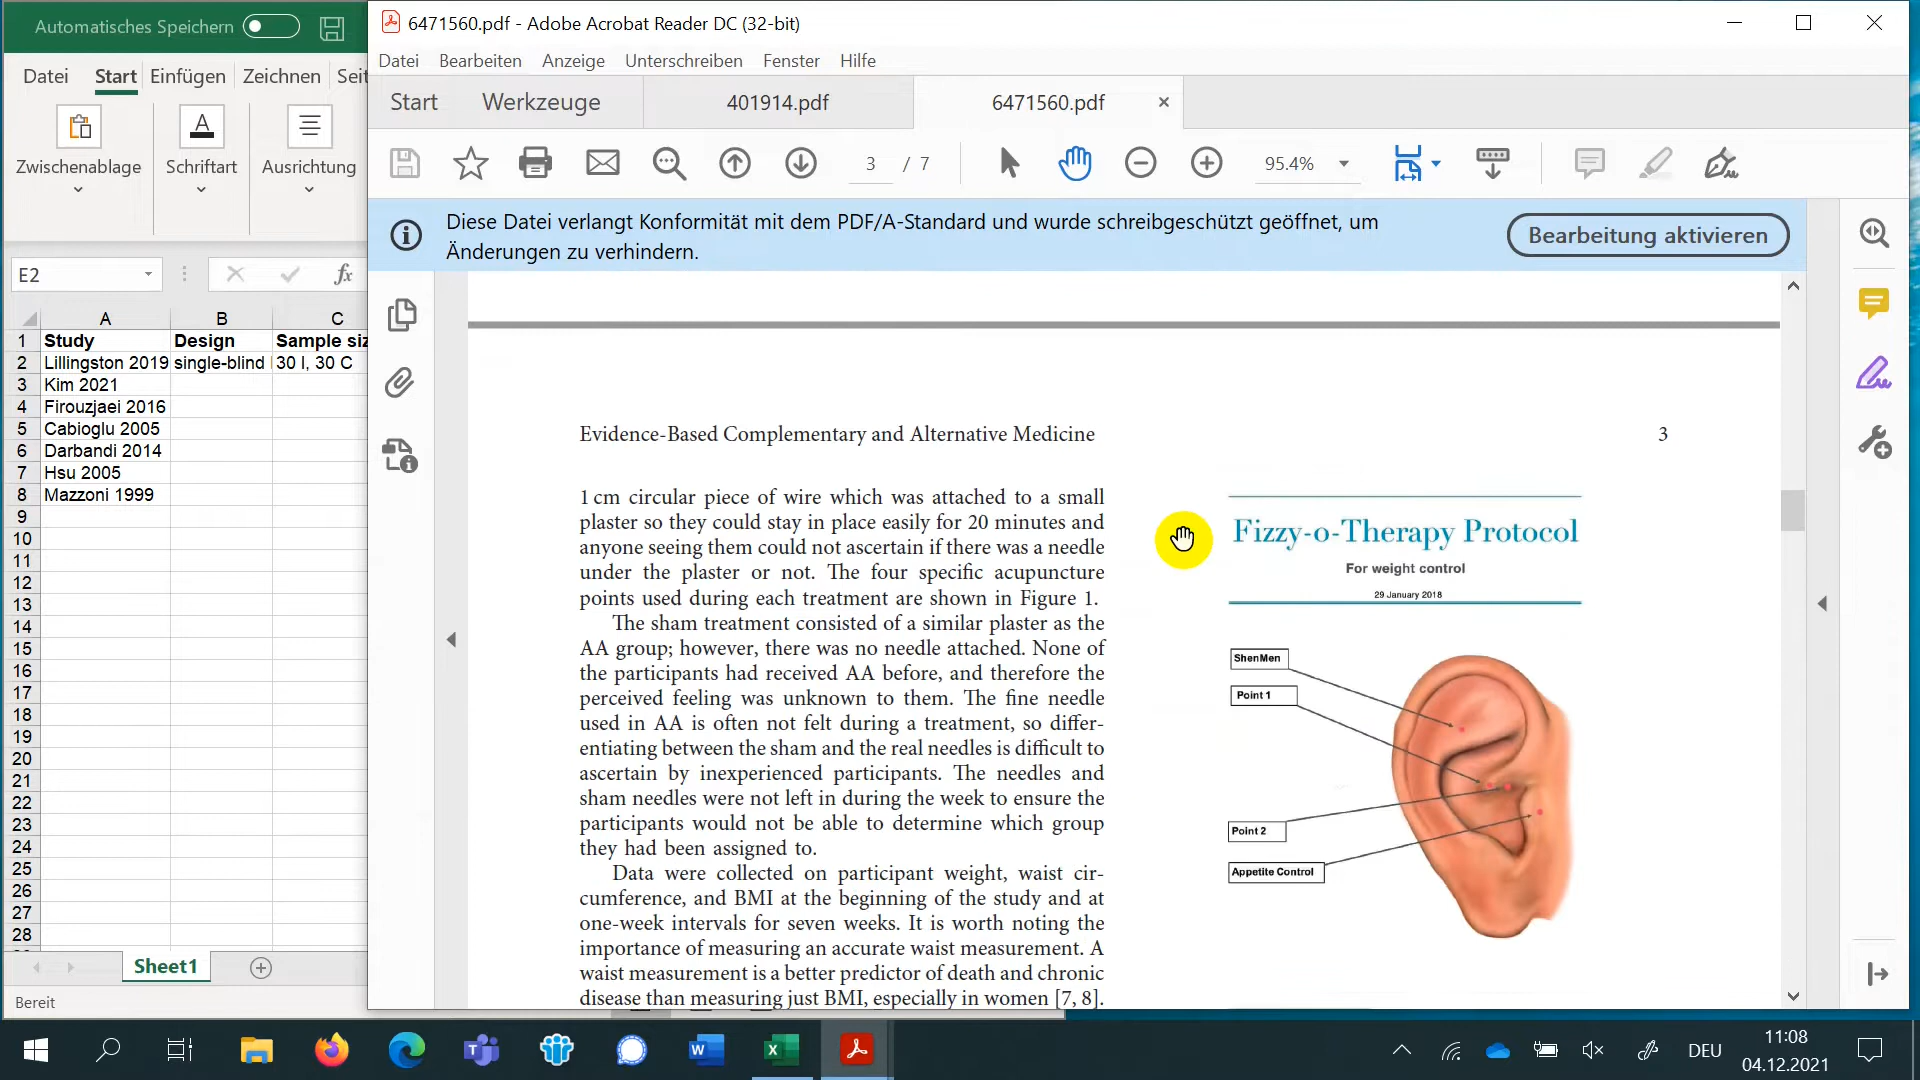 Automatisches Speichern
Datei Start Einfügen Zeichnen Seit
Zwischenablage Schriftart Ausrichtung
E2
fx
A B C
1 Study Design Sample siz
2 Lillingston 2019 single-blind 30 I, 30 C
3 Kim 2021
4 Firouzjaei 2016
5 Cabioglu 2005
6 Darbandi 2014
7 Hsu 2005
8 Mazzoni 1999
9
10
11
12
13
14
15
16
17
18
19
20
21
22
23
24
25
26
27
28
Sheet1
Bereit
6471560.pdf - Adobe Acrobat Reader DC (32-bit)
Datei Bearbeiten Anzeige Unterschreiben Fenster Hilfe
Start Werkzeuge 401914.pdf 6471560.pdf
3 / 7 95.4%
Diese Datei verlangt Konformität mit dem PDF/A-Standard und wurde schreibgeschützt geöffnet, um
Änderungen zu verhindern.
Bearbeitung aktivieren
Evidence-Based Complementary and Alternative Medicine 3
1 cm circular piece of wire which was attached to a small
plaster so they could stay in place easily for 20 minutes and
anyone seeing them could not ascertain if there was a needle
under the plaster or not. The four specific acupuncture
points used during each treatment are shown in Figure 1.
The sham treatment consisted of a similar plaster as the
AA group; however, there was no needle attached. None of
the participants had received AA before, and therefore the
perceived feeling was unknown to them. The fine needle
used in AA is often not felt during a treatment, so differ-
entiating between the sham and the real needles is difficult to
ascertain by inexperienced participants. The needles and
sham needles were not left in during the week to ensure the
participants would not be able to determine which group
they had been assigned to.
Data were collected on participant weight, waist cir-
cumference, and BMI at the beginning of the study and at
one-week intervals for seven weeks. It is worth noting the
importance of measuring an accurate waist measurement. A
waist measurement is a better predictor of death and chronic
disease than measuring just BMI, especially in women [7, 8].
Fizzy-o-Therapy Protocol
For weight control
29 January 2018
ShenMen
Point 1
Point 2
Appetite Control
DEU
11:08
04.12.2021